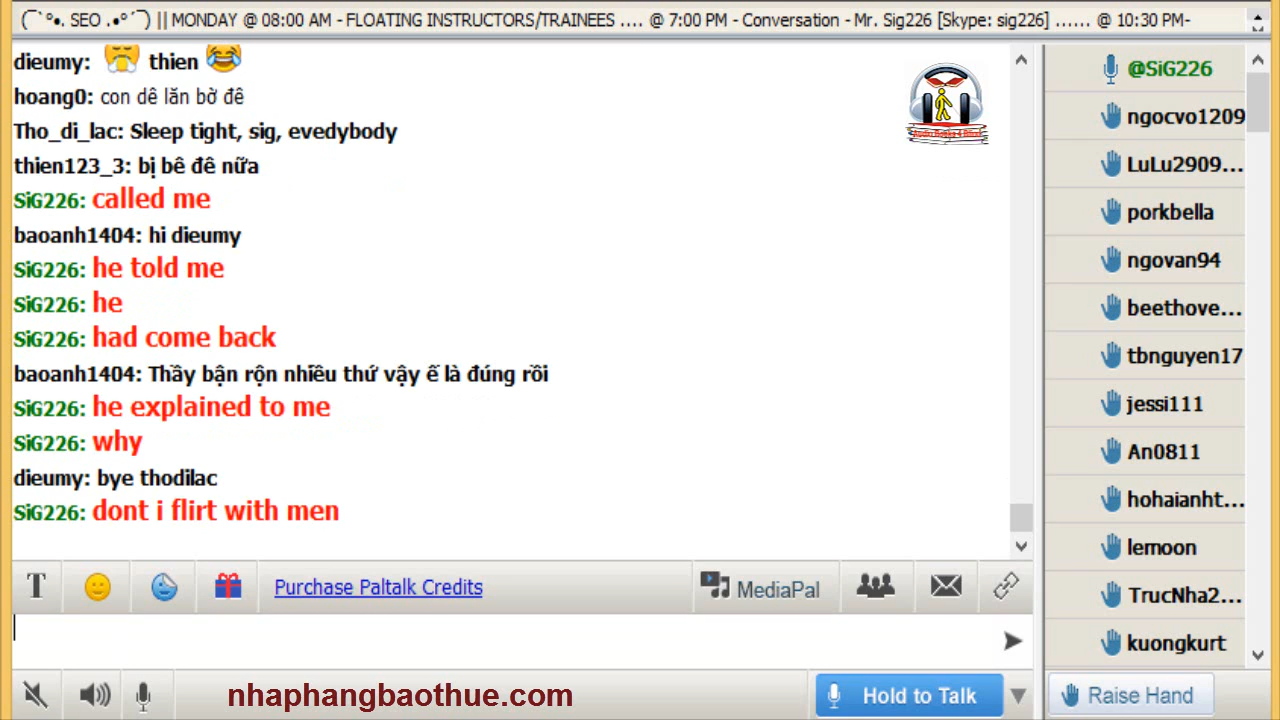 (¯`°•. SEO .•°´¯) || MONDAY @ 08:00 AM - FLOATING INSTRUCTORS/TRAINEES .... @ 7:00 PM - Conversation - Mr. Sig226 [Skype: sig226] ...... @ 10:30 PM-
dieumy: thien
hoang0: con dê lăn bờ đê
Tho_di_lac: Sleep tight, sig, evedybody
thien123_3: bị bê đê nữa
SiG226: called me
baoanh1404: hi dieumy
SiG226: he told me
SiG226: he
SiG226: had come back
baoanh1404: Thầy bận rộn nhiều thứ vậy ế là đúng rồi
SiG226: he explained to me
SiG226: why
dieumy: bye thodilac
SiG226: dont i flirt with men
@SiG226
ngocvo1209
LuLu2909...
porkbella
ngovan94
beethove...
tbnguyen17
jessi111
An0811
hohaianht...
lemoon
TrucNha2...
kuongkurt
T
Purchase Paltalk Credits
MediaPal
nhaphangbaothue.com
Hold to Talk
Raise Hand